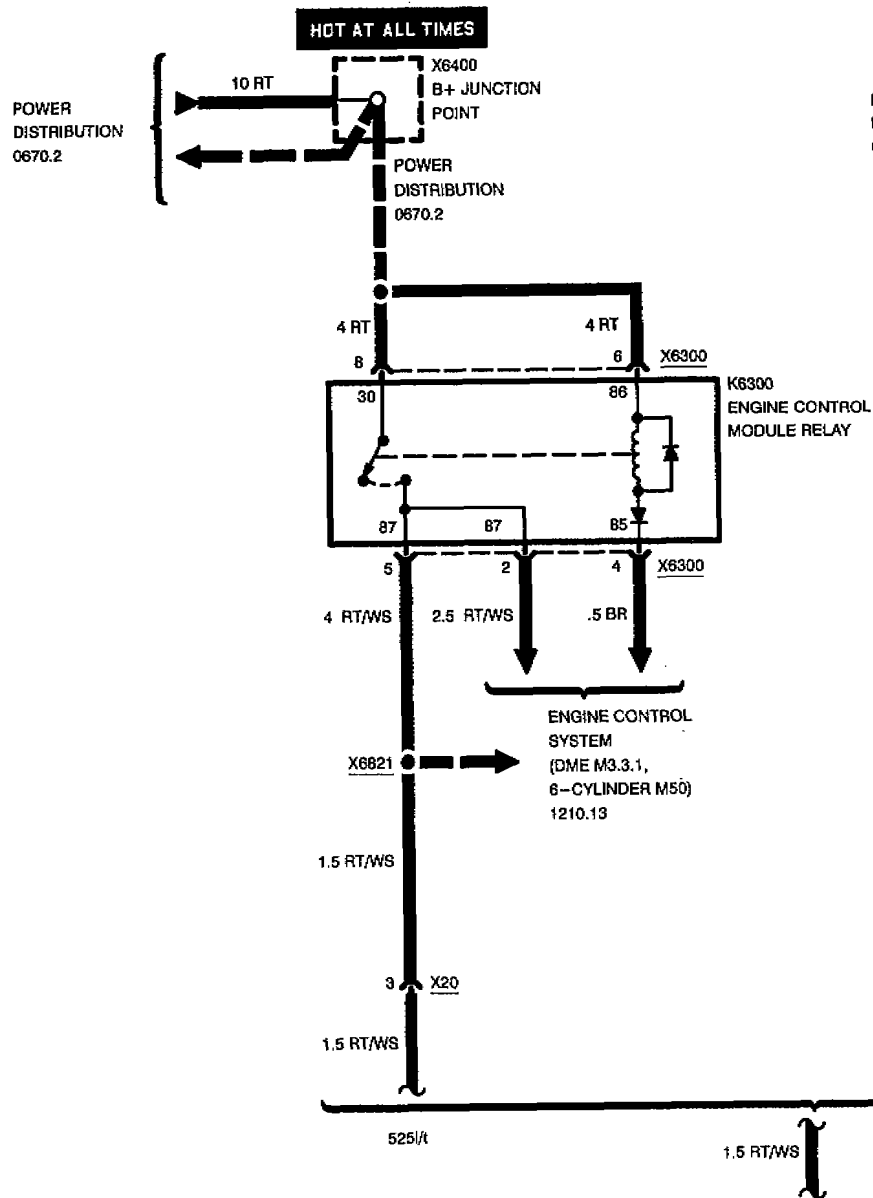 HOT AT ALL TIMES
X6400
B+ JUNCTION
POINT
10 RT
POWER
DISTRIBUTION
0670.2
POWER
DISTRIBUTION
0670.2
4 RT
4 RT
8
6
X6300
30
86
K6300
ENGINE CONTROL
MODULE RELAY
87
87
85
5
2
4
X6300
4 RT/WS
2.5 RT/WS
.5 BR
ENGINE CONTROL
SYSTEM
(DME M3.3.1,
6-CYLINDER M50)
1210.13
X6821
1.5 RT/WS
3
X20
1.5 RT/WS
525i/t
1.5 RT/WS